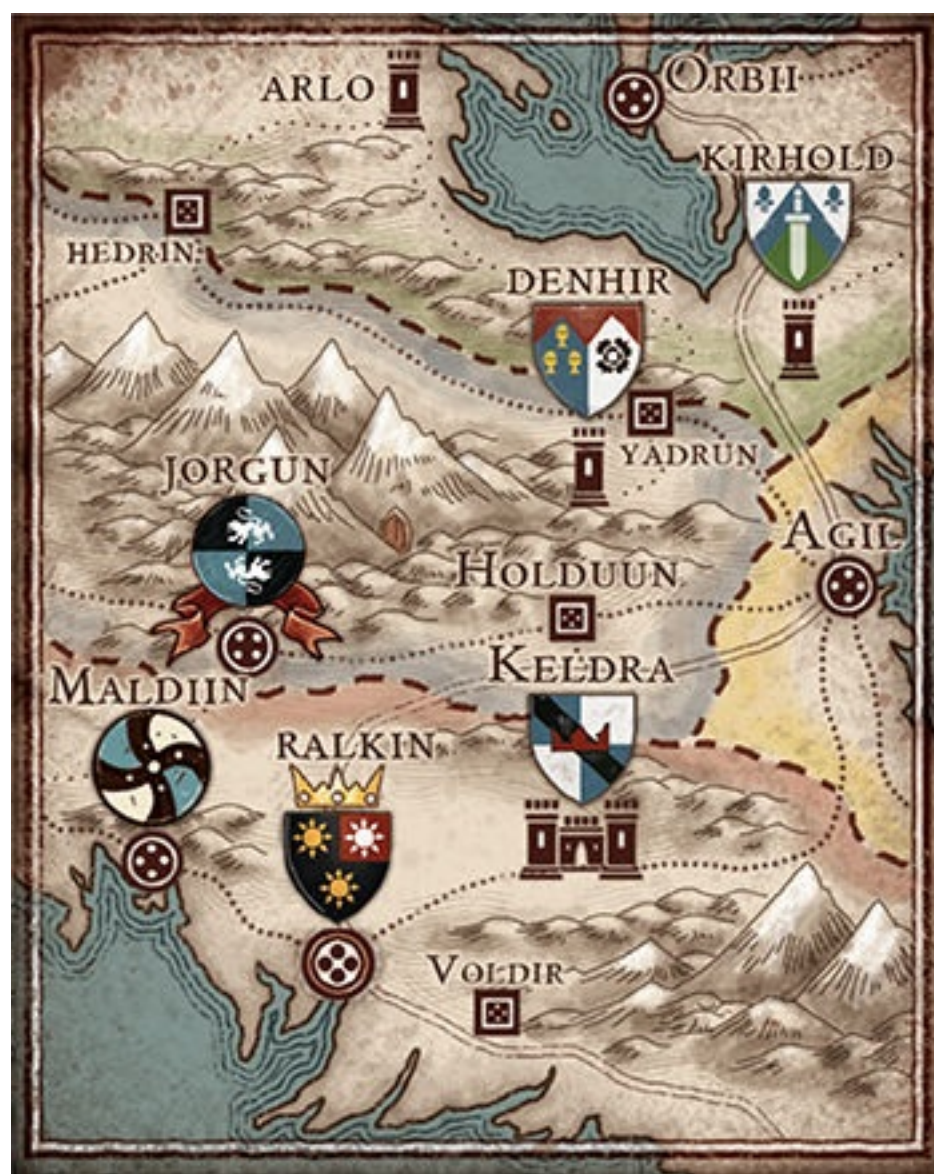 ARLO
ORBII
KIRHOLD
HEDRIN
DENHIR
YADRUN
JORGUN
AGIL
HOLDUUN
KELDRA
MALDIIN
RALKIN
VOLDIR